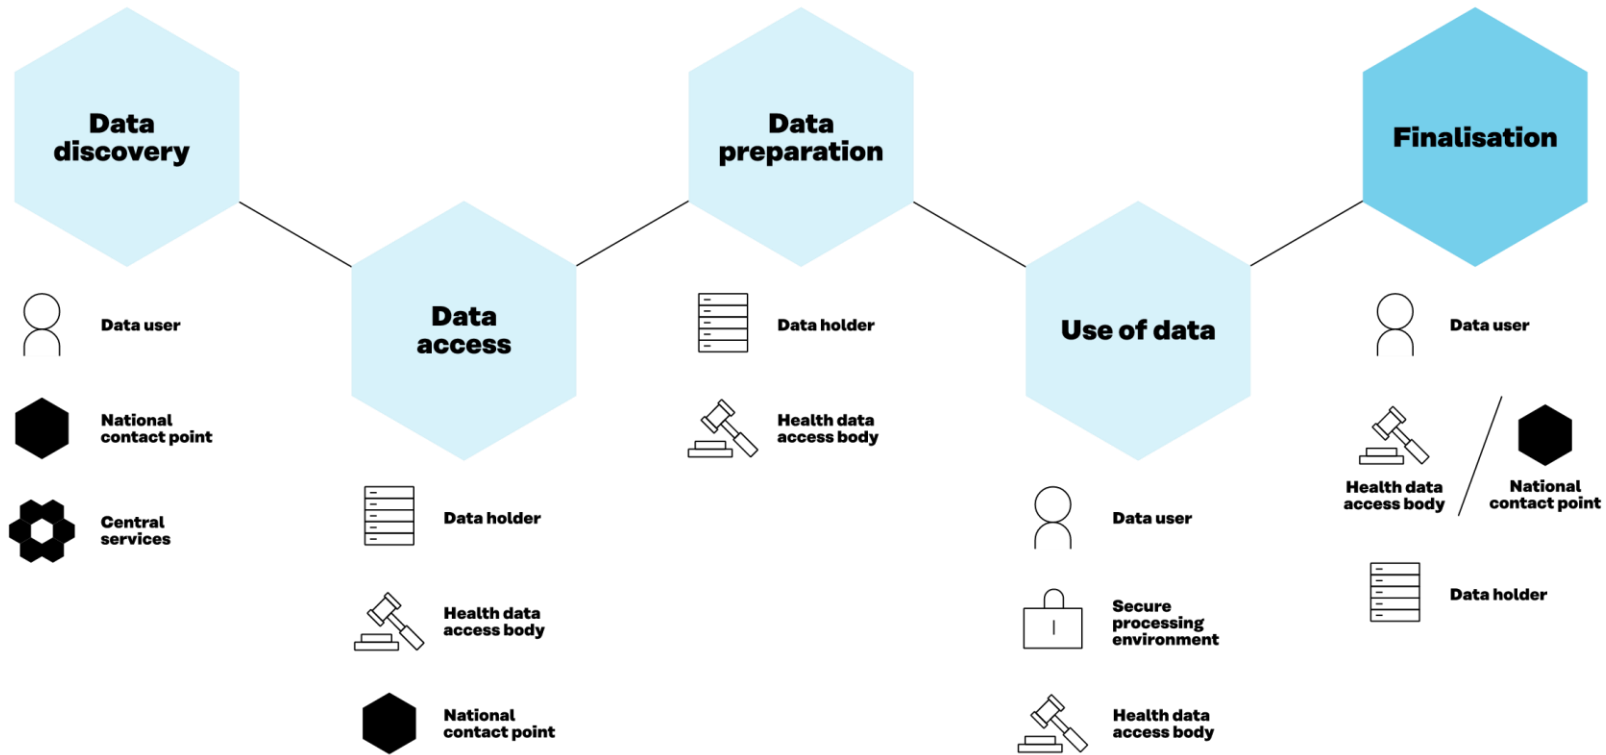 Data
discovery
Data user
National
contact point
Central
services
Data
access
Data holder
Health data
access body
National
contact point
Data
preparation
Data holder
Health data
access body
Use of data
Data user
Secure
processing
environment
Health data
access body
Finalisation
Data user
Health data
access body
National
contact point
Data holder